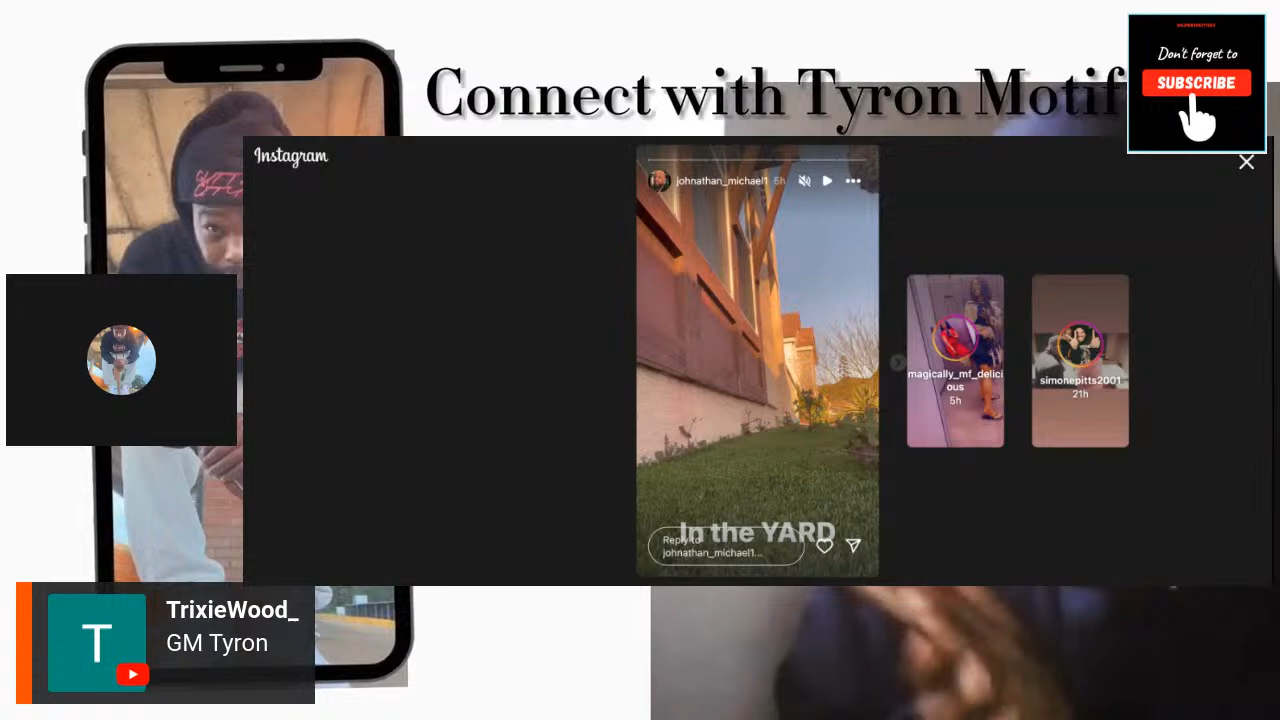 Connect with Tyron Motif
Don't forget to
SUBSCRIBE
Instagram
johnathan_michael1 5h
magically_mf_delici
ous
5h
simonepitts2001
21h
In the YARD
Reply to
johnathan_michael1...
T
TrixieWood_
GM Tyron